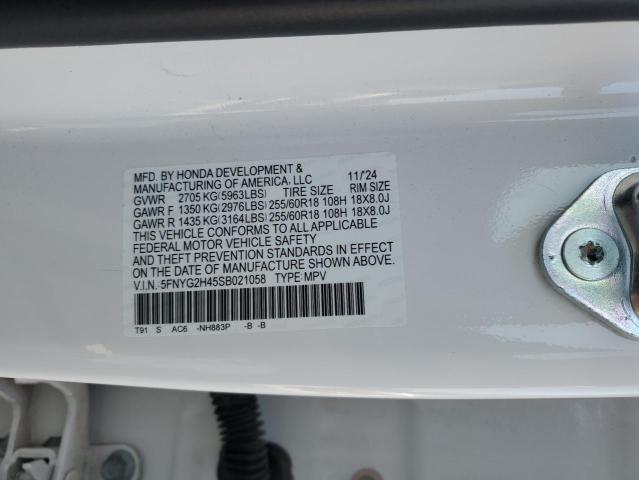 MFD. BY HONDA DEVELOPMENT & 11/'24
MANUFACTURING OF AMERICA, LLC
GVWR 2705 KG(5963LBS) TIRE SIZE RIM SIZE
GAWR F 1350 KG(2976LBS) 255/60R18 108H 18X8.0J
GAWR R 1435 KG(3164LBS) 255/60R18 108H 18X8.0J
THIS VEHICLE CONFORMS TO ALL APPLICABLE
FEDERAL MOTOR VEHICLE SAFETY
AND THEFT PREVENTION STANDARDS IN EFFECT
ON THE DATE OF MANUFACTURE SHOWN ABOVE.
V.I.N. 5FNYG2H45SB021058 TYPE:MPV
T91 S AC6 -NH883P -B -B